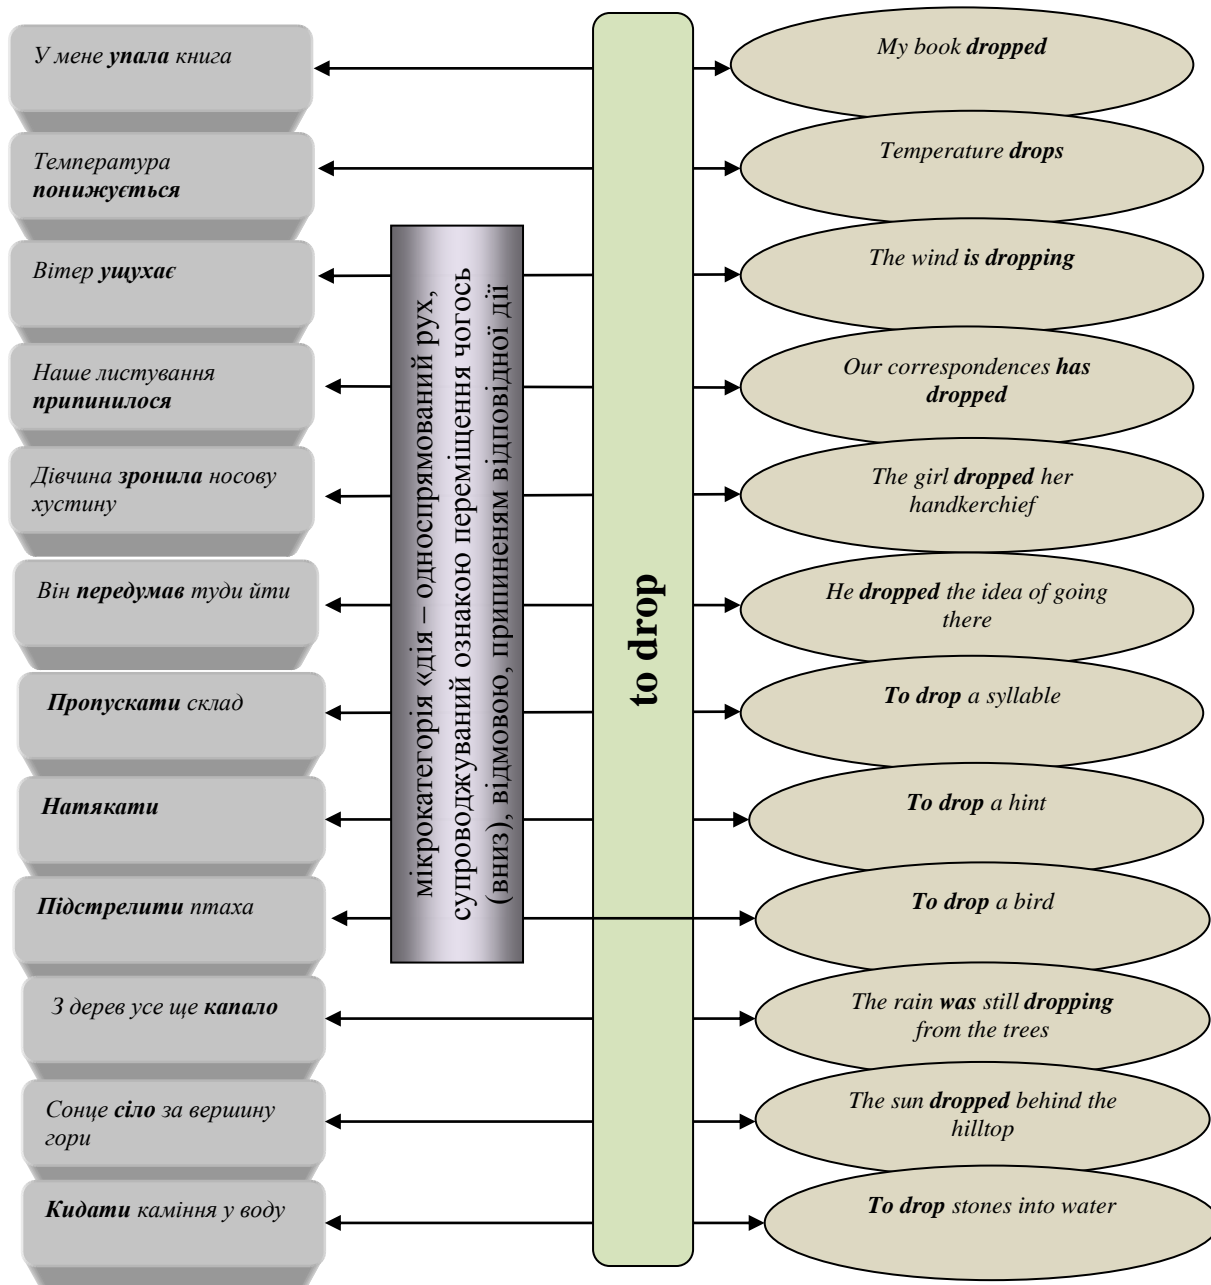 У мене упала книга
My book dropped
Температура
понижується
Temperature drops
Вітер ущухає
The wind is dropping
Наше листування
припинилося
Our correspondences has
dropped
Дівчина зронила носову
хустину
The girl dropped her
handkerchief
Він передумав туди йти
He dropped the idea of going
there
Пропускати склад
To drop a syllable
Натякати
To drop a hint
Підстрелити птаха
To drop a bird
З дерев усе ще капало
The rain was still dropping
from the trees
Сонце сіло за вершину
гори
The sun dropped behind the
hilltop
Кидати каміння у воду
To drop stones into water
мікрокатегорія «дія – односпрямований рух,
супроводжуваний ознакою переміщення чогось
(вниз), відмовою, припиненням відповідної дії
to drop